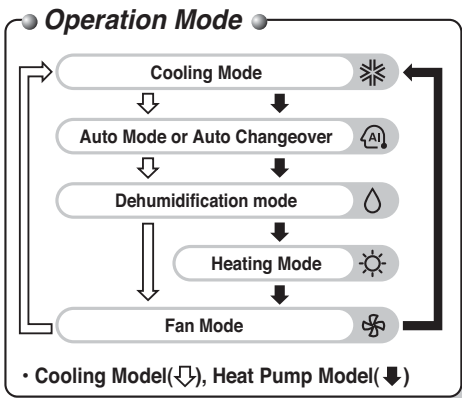 Operation Mode
Cooling Mode
Auto Mode or Auto Changeover
AI
Dehumidification mode
Heating Mode
Fan Mode
• Cooling Model(⇩), Heat Pump Model(🡇)